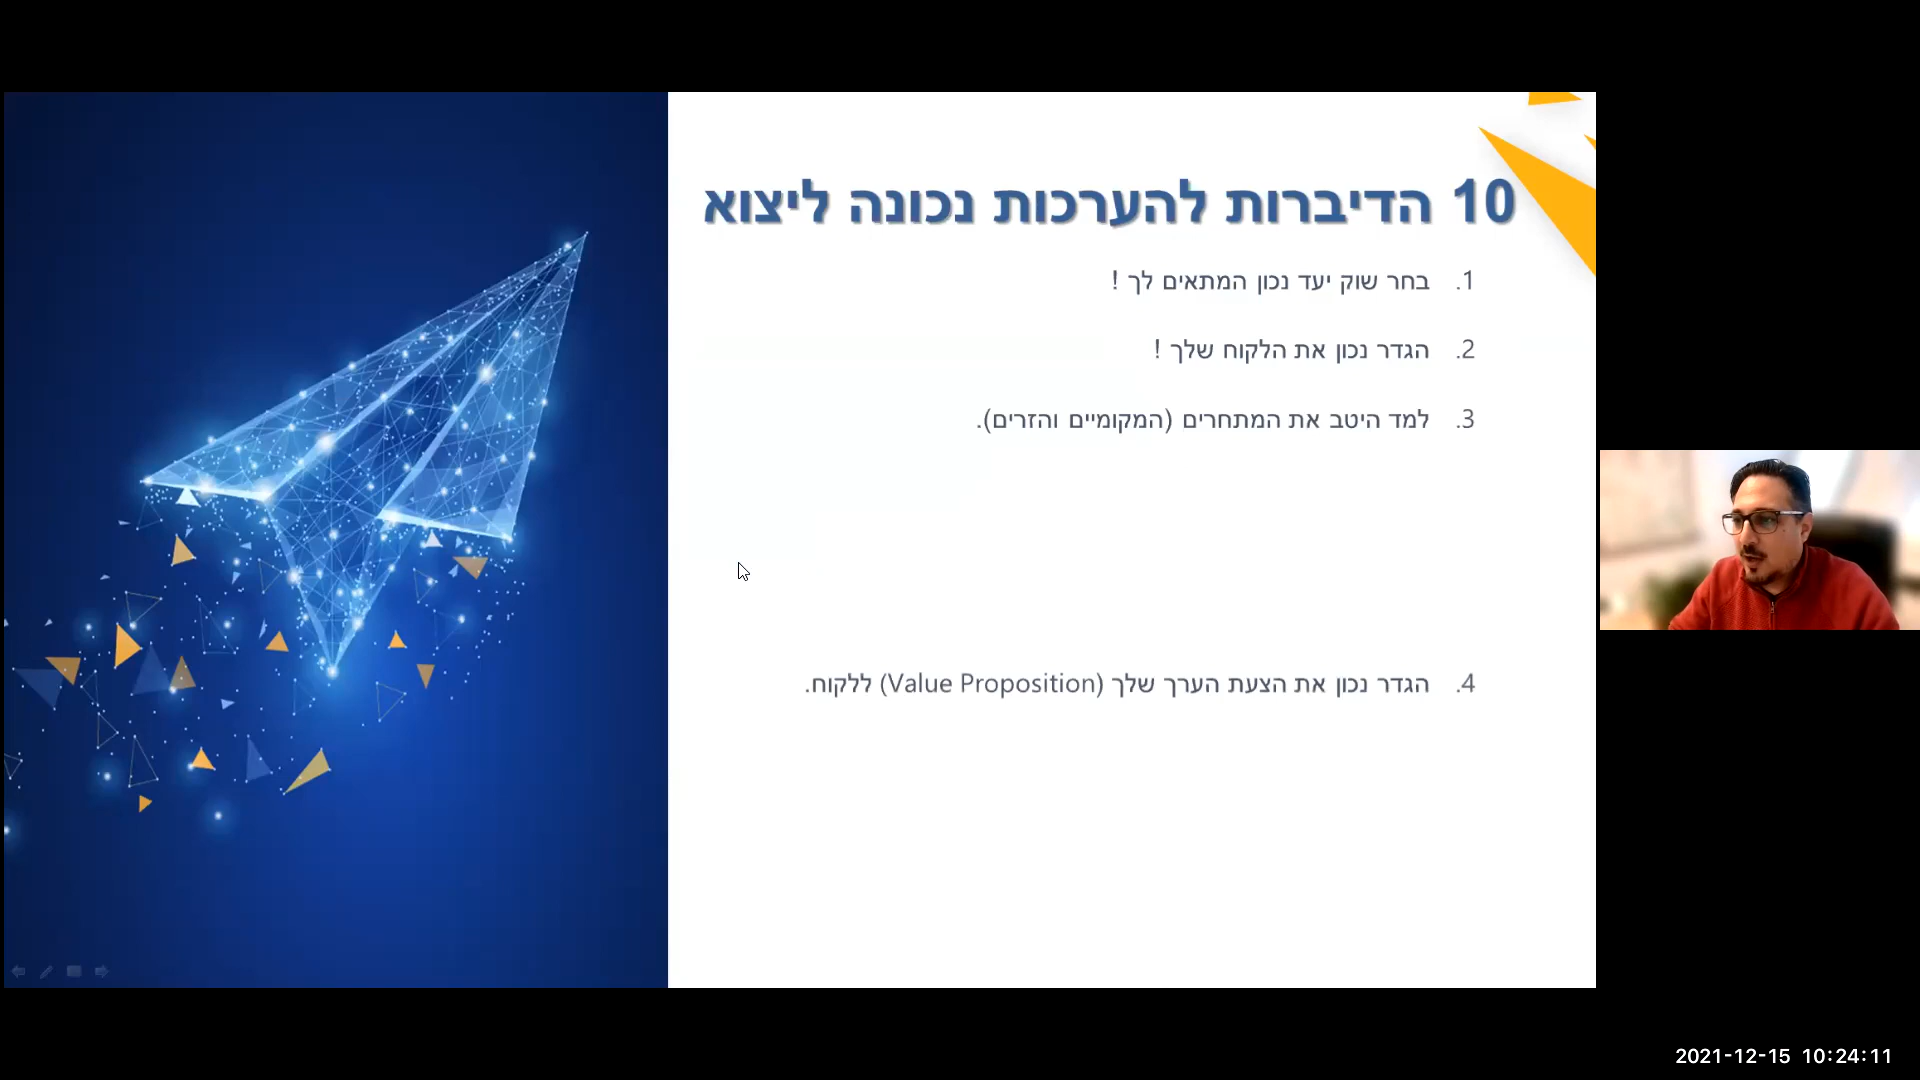 10 הדיברות להערכות נכונה ליצוא
1. בחר שוק יעד נכון המתאים לך !
2. הגדר נכון את הלקוח שלך !
3. למד היטב את המתחרים (המקומיים והזרים).
4. הגדר נכון את הצעת הערך שלך (Value Proposition) ללקוח.
2021-12-15 10:24:11